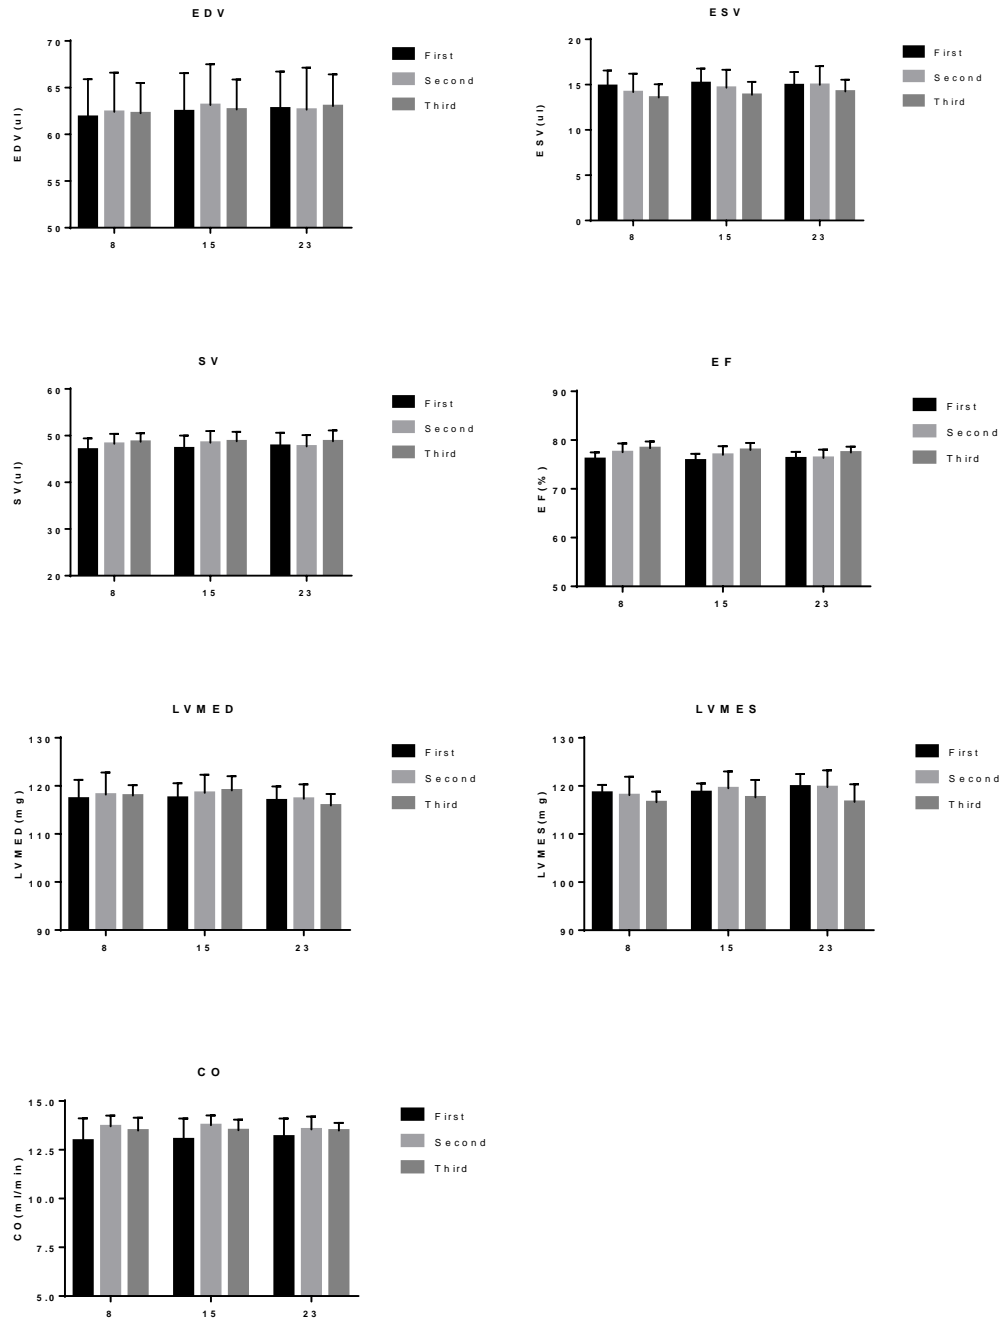 EDV
EDV(ul)
70
65
60
55
50
8
15
23
First
Second
Third
ESV
ESV(ul)
20
15
10
5
0
8
15
23
First
Second
Third
SV
SV(ul)
60
50
40
30
20
8
15
23
First
Second
Third
EF
EF(%)
90
80
70
60
50
8
15
23
First
Second
Third
LVMED
LVMED(mg)
130
120
110
100
90
8
15
23
First
Second
Third
LVMES
LVMES(mg)
130
120
110
100
90
8
15
23
First
Second
Third
CO
CO(ml/min)
15.0
12.5
10.0
7.5
5.0
8
15
23
First
Second
Third